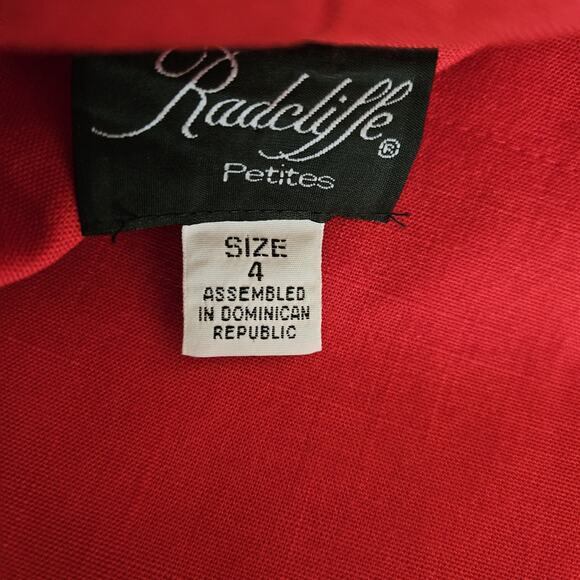 Radcliffe®
Petites
SIZE
4
ASSEMBLED
IN DOMINICAN
REPUBLIC